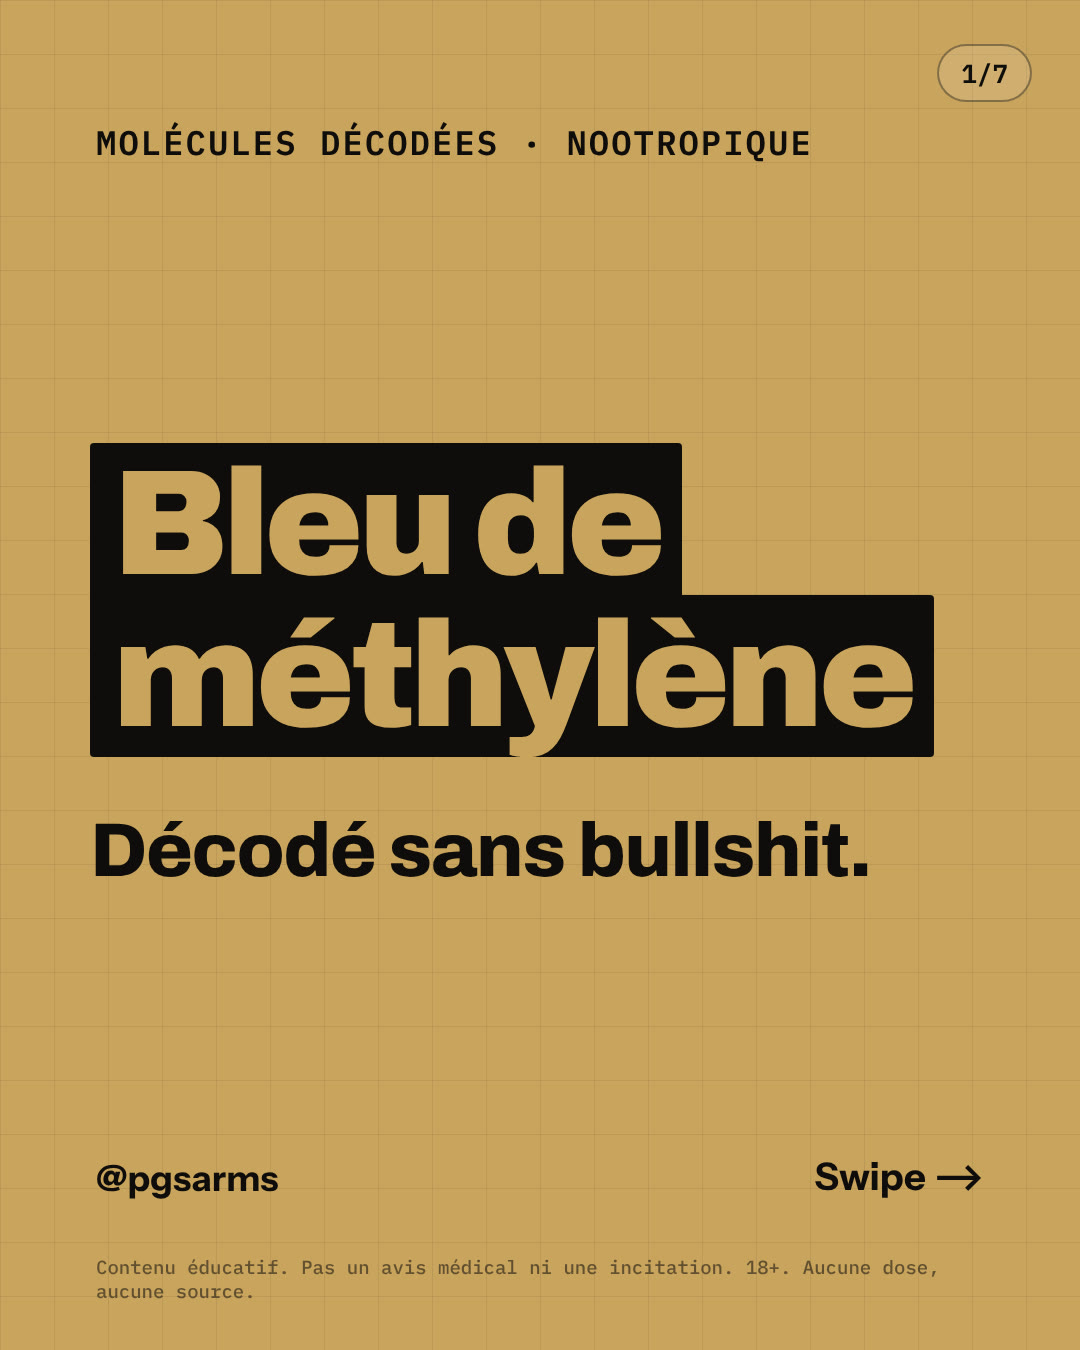 1/7
MOLÉCULES DÉCODÉES · NOOTROPIQUE
Bleu de
méthylène
Décodé sans bullshit.
@pgsarms
Swipe →
Contenu éducatif. Pas un avis médical ni une incitation. 18+. Aucune dose,
aucune source.